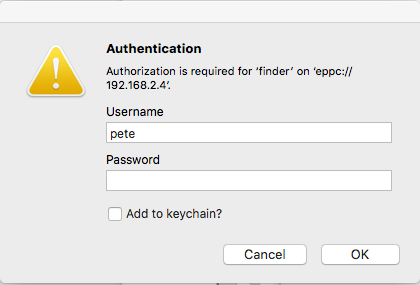 Authentication
Authorization is required for ‘finder’ on ‘eppc://
192.168.2.4’.
Username
pete
Password
Add to keychain?
Cancel
OK